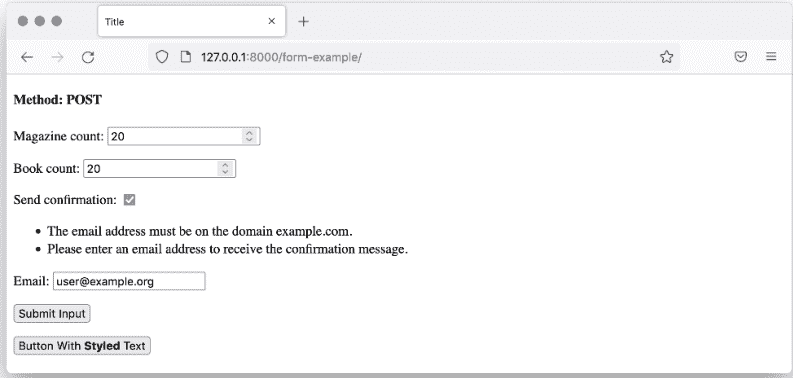 Title
127.0.0.1:8000/form-example/
Method: POST
Magazine count: 20
Book count: 20
Send confirmation:
The email address must be on the domain example.com.
Please enter an email address to receive the confirmation message.
Email: user@example.org
Submit Input
Button With Styled Text